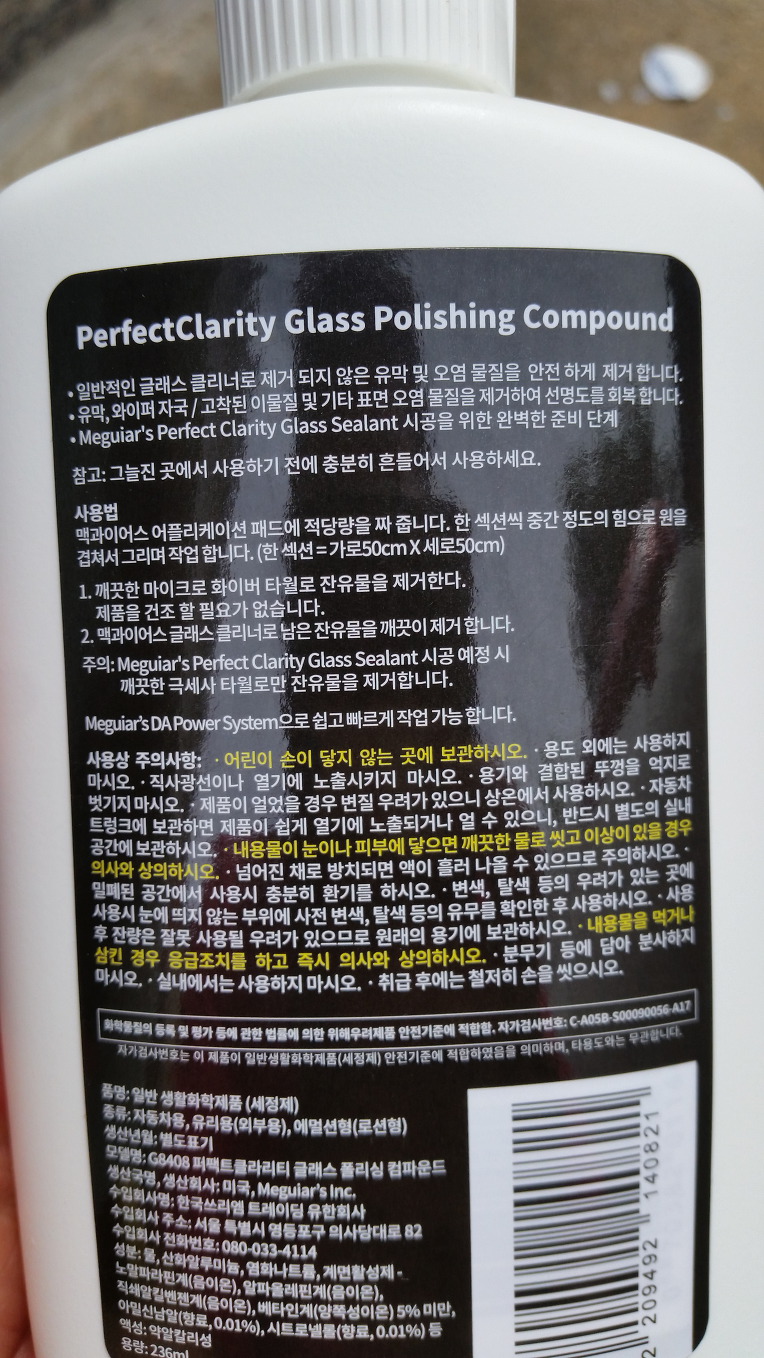 PerfectClarity Glass Polishing Compound
• 일반적인 글래스 클리너로 제거 되지 않은 유막 및 오염 물질을 안전 하게 제거 합니다.
• 유막, 와이퍼 자국 / 고착된 이물질 및 기타 표면 오염 물질을 제거하여 선명도를 회복 합니다.
• Meguiar's Perfect Clarity Glass Sealant 시공을 위한 완벽한 준비 단계
참고: 그늘진 곳에서 사용하기 전에 충분히 흔들어서 사용하세요.
사용법
맥과이어스 어플리케이션 패드에 적당량을 짜 줍니다. 한 섹션씩 중간 정도의 힘으로 원을
겹쳐서 그리며 작업 합니다. (한 섹션 = 가로50cm X 세로50cm)
1. 깨끗한 마이크로 화이버 타월로 잔유물을 제거한다.
제품을 건조 할 필요가 없습니다.
2. 맥과이어스 글래스 클리너로 남은 잔유물을 깨끗이 제거 합니다.
주의: Meguiar's Perfect Clarity Glass Sealant 시공 예정 시
깨끗한 극세사 타월로만 잔유물을 제거합니다.
Meguiar's DA Power System으로 쉽고 빠르게 작업 가능 합니다.
사용상 주의사항: · 어린이 손이 닿지 않는 곳에 보관하시오. · 용도 외에는 사용하지
마시오. · 직사광선이나 열기에 노출시키지 마시오. · 용기와 결합된 뚜껑을 억지로
벗기지 마시오. · 제품이 얼었을 경우 변질 우려가 있으니 상온에서 사용하시오. · 자동차
트렁크에 보관하면 제품이 쉽게 열기에 노출되거나 얼 수 있으니, 반드시 별도의 실내
공간에 보관하시오. · 내용물이 눈이나 피부에 닿으면 깨끗한 물로 씻고 이상이 있을 경우
의사와 상의하시오. · 넘어진 채로 방치되면 액이 흘러 나올 수 있으므로 주의하시오. ·
밀폐된 공간에서 사용시 충분히 환기를 하시오. · 변색, 탈색 등의 우려가 있는 곳에
사용시 눈에 띄지 않는 부위에 사전 변색, 탈색 등의 유무를 확인한 후 사용하시오. · 사용
후 잔량은 잘못 사용될 우려가 있으므로 원래의 용기에 보관하시오. · 내용물을 먹거나
삼킨 경우 응급조치를 하고 즉시 의사와 상의하시오. · 분무기 등에 담아 분사하지
마시오. · 실내에서는 사용하지 마시오. · 취급 후에는 철저히 손을 씻으시오.
화학물질의 등록 및 평가 등에 관한 법률에 의한 위해우려제품 안전기준에 적합함, 자가검사번호: C-A05B-S00090056-A17
자가검사번호는 이 제품이 일반생활화학제품(세정제) 안전기준에 적합하였음을 의미하며, 타용도와는 무관합니다.
품명: 일반 생활화학제품 (세정제)
종류: 자동차용, 유리용(외부용), 에멀션형(로션형)
생산년월: 별도표기
모델명: G8408 퍼팩트클라리티 글래스 폴리싱 컴파운드
생산국명, 생산회사: 미국, Meguiar's Inc.
수입회사명: 한국쓰리엠 트레이딩 유한회사
수입회사 주소: 서울 특별시 영등포구 의사당대로 82
수입회사 전화번호: 080-033-4114
성분: 물, 산화알루미늄, 염화나트륨, 계면활성제 -
노말파라핀계(음이온), 알파올레핀계(음이온),
직쇄알킬벤젠계(음이온), 베타인계(양쪽성이온) 5% 미만,
아밀신남알(향료, 0.01%), 시트로넬롤(향료, 0.01%) 등
액성: 약알칼리성
용량: 236ml
2 209492 140821